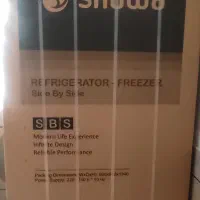 Snowa
REFRIGERATOR - FREEZER
Side By Side
SBS
Modern Life Experience
Infinite Design
Reliable Performance